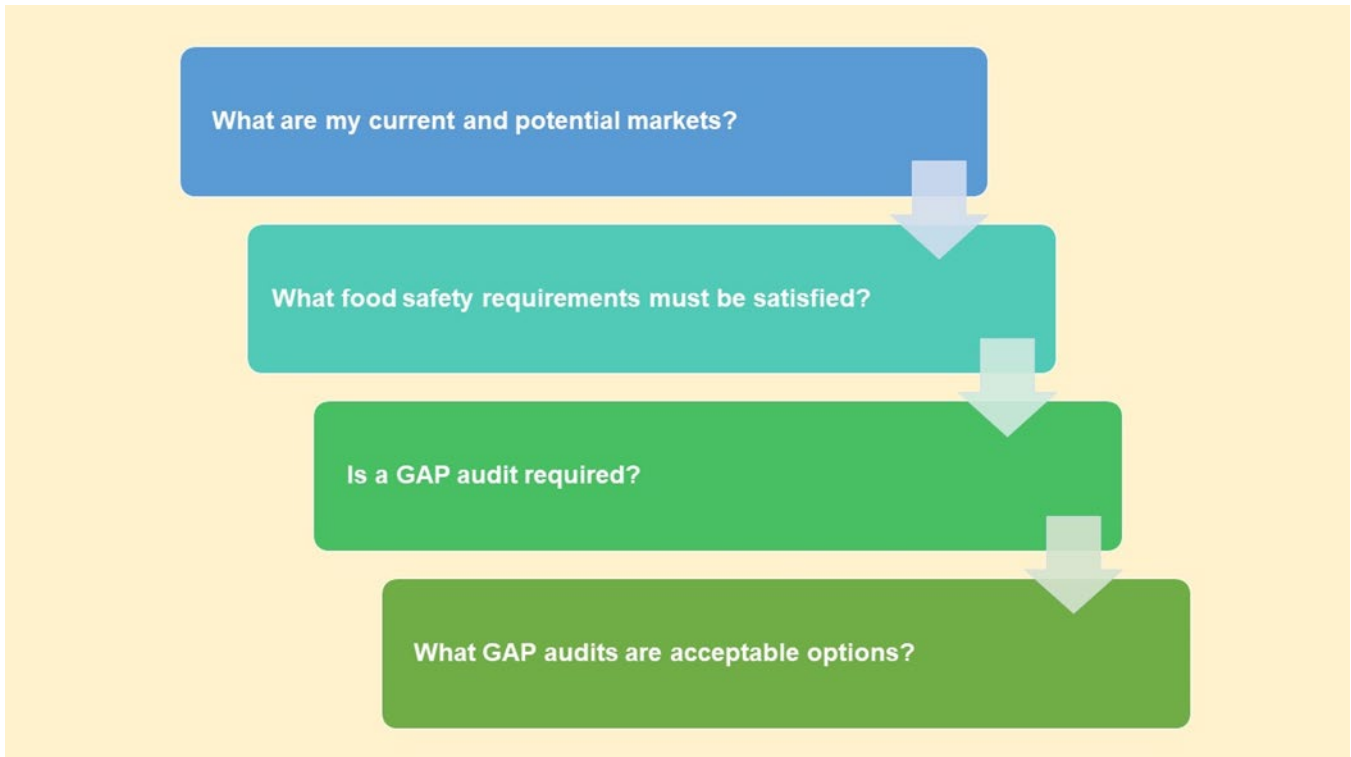 What are my current and potential markets?
What food safety requirements must be satisfied?
Is a GAP audit required?
What GAP audits are acceptable options?